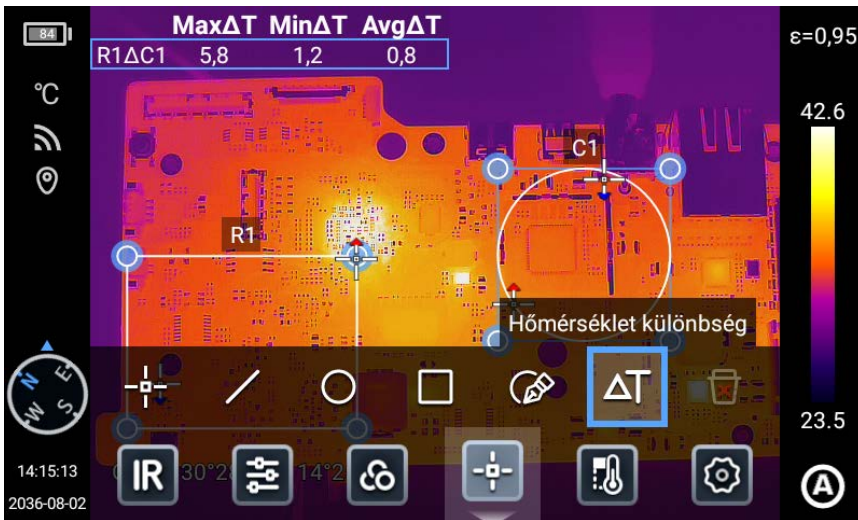 84
MaxΔT MinΔT AvgΔT
R1ΔC1 5,8 1,2 0,8
ε=0,95
℃
42.6
C1
R1
Hőmérséklet különbség
ΔT
23.5
N
E
S
W
IR
14:15:13
2036-08-02
A